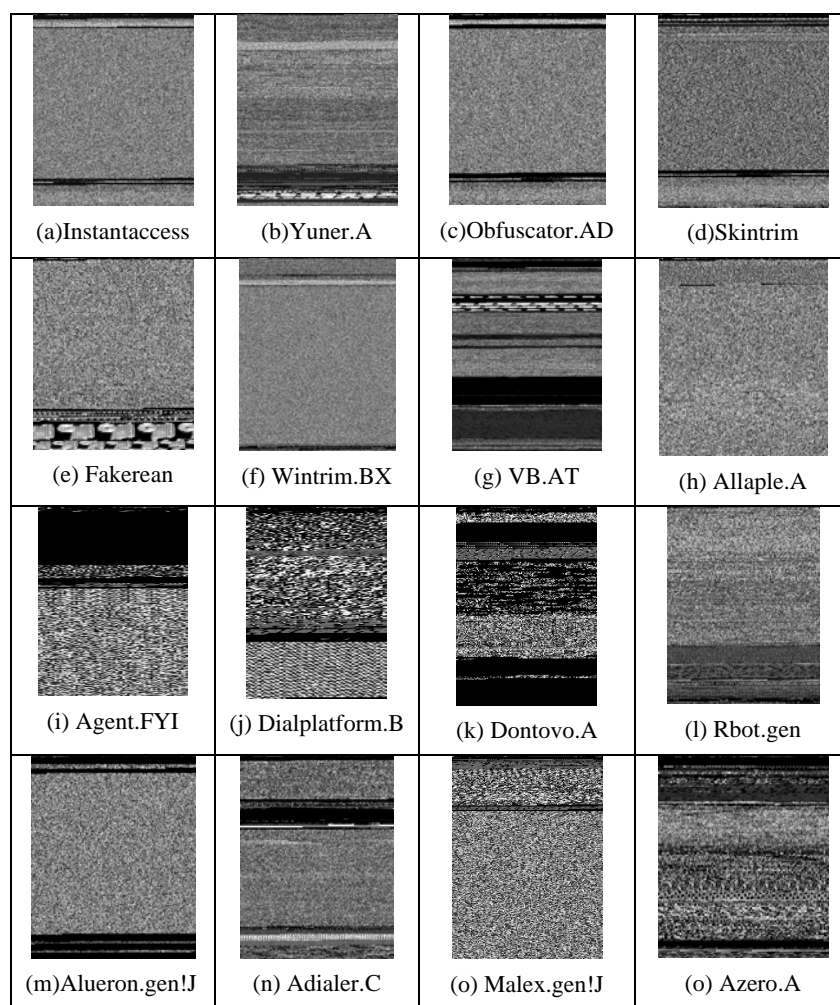 (a)Instantaccess
(b)Yuner.A
(c)Obfuscator.AD
(d)Skintrim
(e) Fakerean
(f) Wintrim.BX
(g) VB.AT
(h) Allaple.A
(i) Agent.FYI
(j) Dialplatform.B
(k) Dontovo.A
(l) Rbot.gen
(m)Alueron.gen!J
(n) Adialer.C
(o) Malex.gen!J
(o) Azero.A